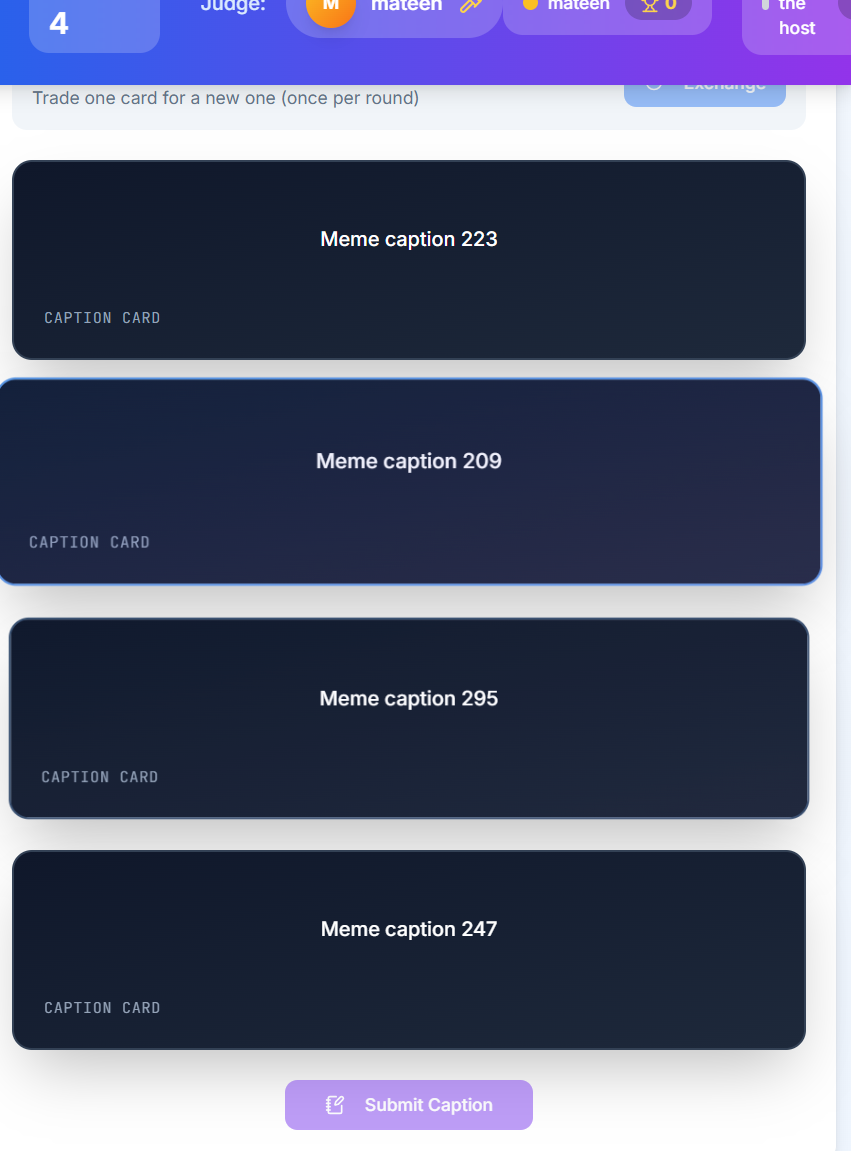 4
Judge:
M
mateen
mateen
0
the
host
Trade one card for a new one (once per round)
Exchange
Meme caption 223
CAPTION CARD
Meme caption 209
CAPTION CARD
Meme caption 295
CAPTION CARD
Meme caption 247
CAPTION CARD
Submit Caption